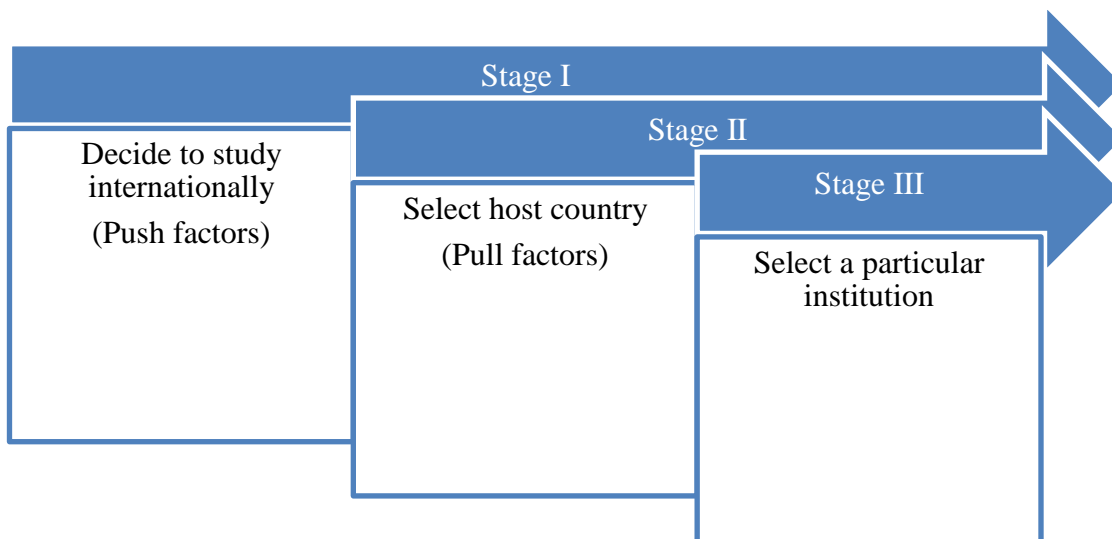 Stage I
Decide to study
internationally
(Push factors)
Stage II
Select host country
(Pull factors)
Stage III
Select a particular
institution